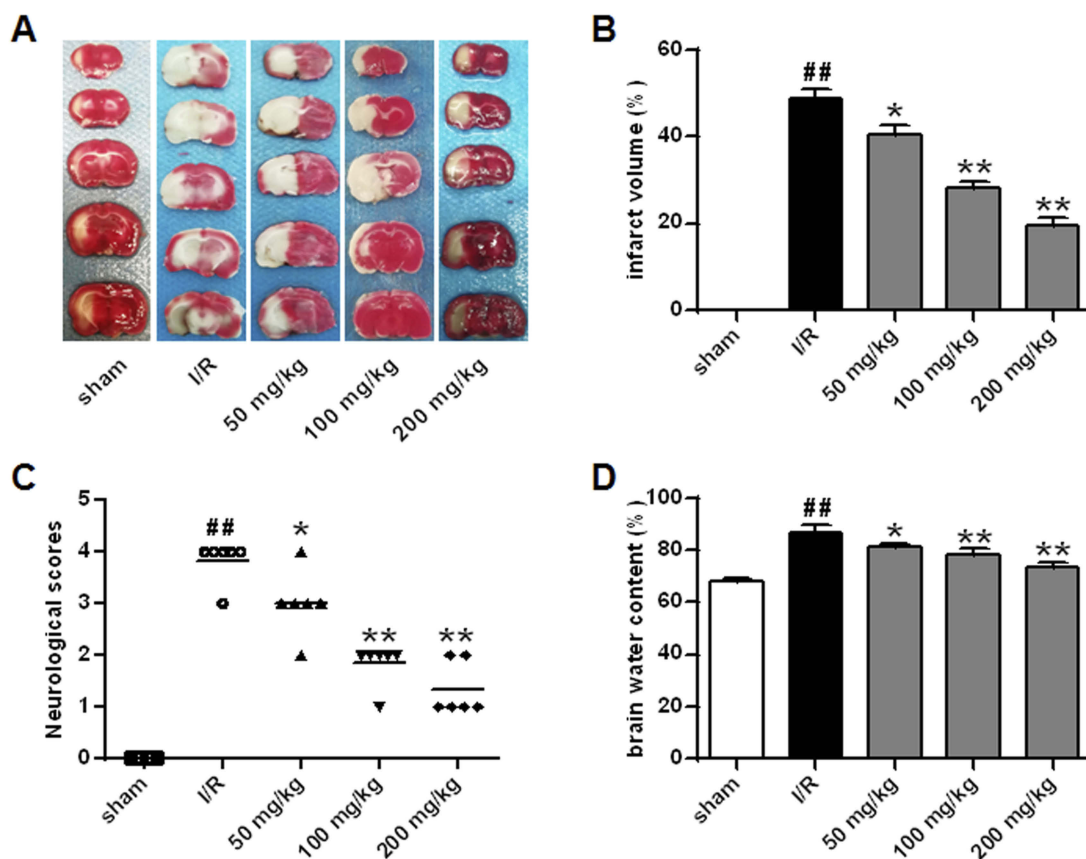 A
sham
I/R
50 mg/kg
100 mg/kg
200 mg/kg
B
infarct volume (%)
60
40
20
0
##
*
**
**
sham
I/R
50 mg/kg
100 mg/kg
200 mg/kg
C
Neurological scores
5
4
3
2
1
0
##
*
**
**
sham
I/R
50 mg/kg
100 mg/kg
200 mg/kg
D
brain water content (%)
100
80
60
40
20
0
##
*
**
**
sham
I/R
50 mg/kg
100 mg/kg
200 mg/kg